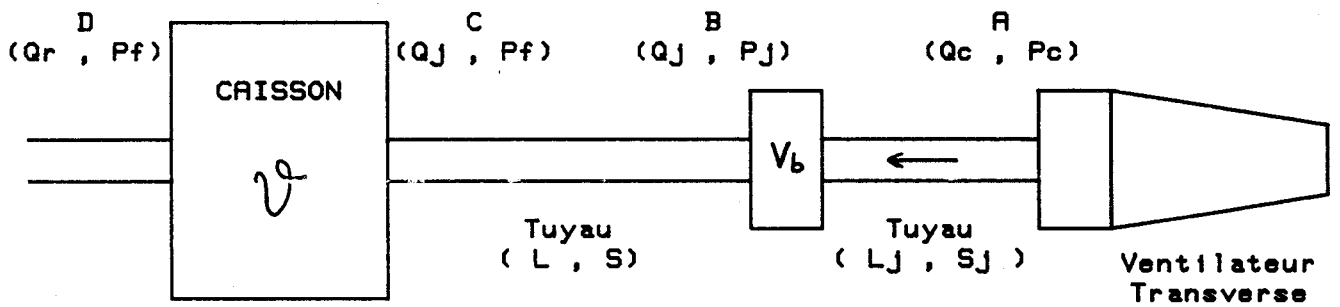 D
(Qr , Pf)
C
(Qj , Pf)
B
(Qj , Pj)
A
(Qc , Pc)
CAISSON
V
Vb
Tuyau
( L , S)
Tuyau
( Lj , Sj )
Ventilateur
Transverse